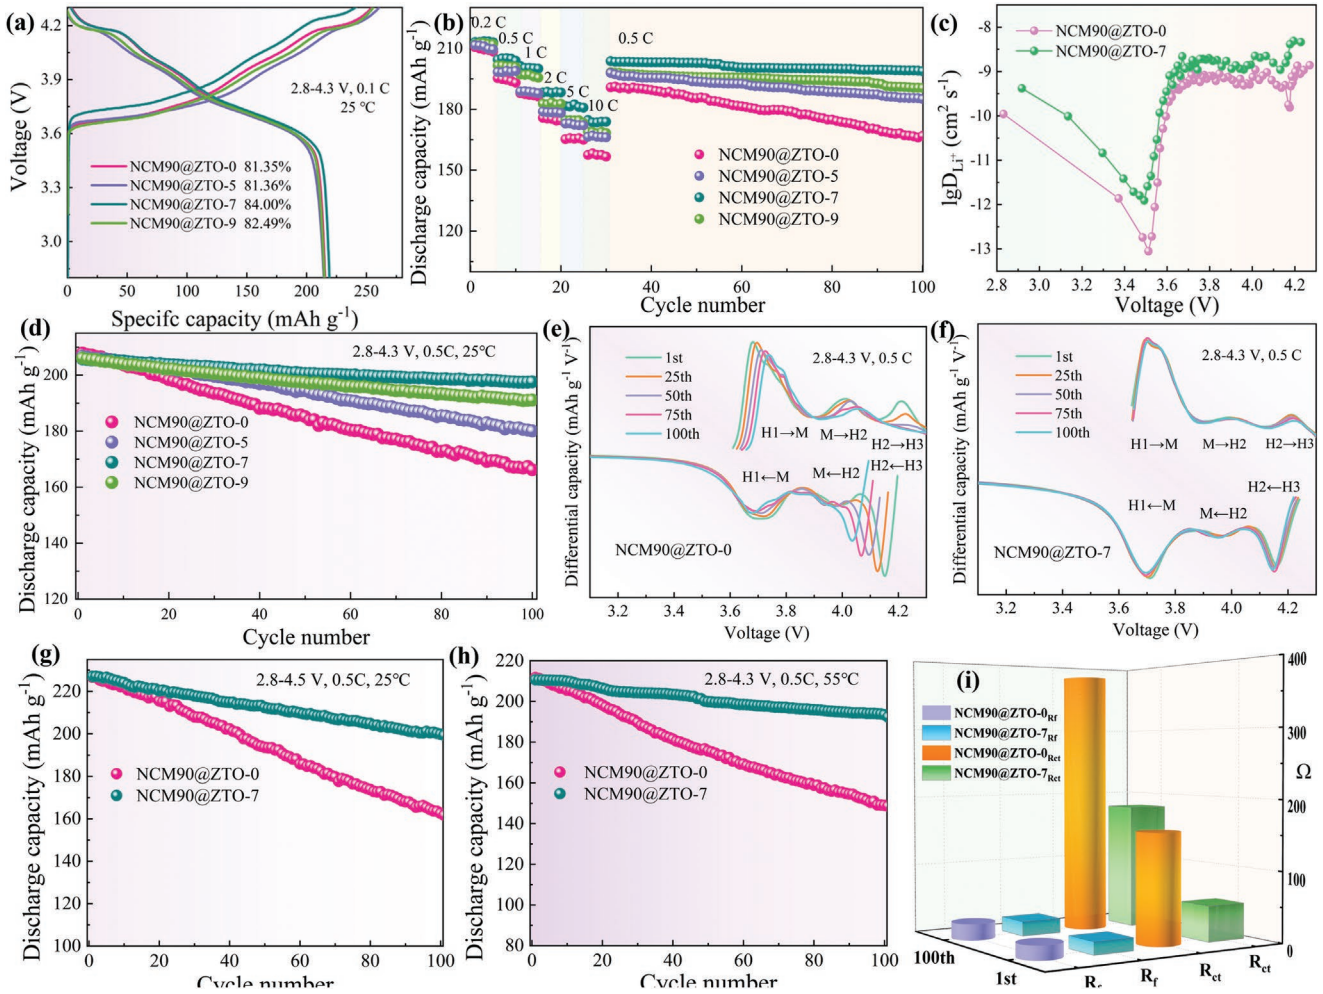 (a)
Voltage (V)
4.2
3.9
3.6
3.3
3.0
2.8-4.3 V, 0.1 C
25 °C
NCM90@ZTO-0 81.35%
NCM90@ZTO-5 81.36%
NCM90@ZTO-7 84.00%
NCM90@ZTO-9 82.49%
0 50 100 150 200 250
Specifc capacity (mAh g-1)
(b)
Discharge capacity (mAh g-1)
210
180
150
120
0.2 C
0.5 C
1 C
2 C
5 C
10 C
0.5 C
NCM90@ZTO-0
NCM90@ZTO-5
NCM90@ZTO-7
NCM90@ZTO-9
0 20 40 60 80 100
Cycle number
(c)
lgDLi+ (cm2 s-1)
-8
-9
-10
-11
-12
-13
NCM90@ZTO-0
NCM90@ZTO-7
2.8 3.0 3.2 3.4 3.6 3.8 4.0 4.2
Voltage (V)
(d)
Discharge capacity (mAh g-1)
200
180
160
140
120
2.8-4.3 V, 0.5C, 25°C
NCM90@ZTO-0
NCM90@ZTO-5
NCM90@ZTO-7
NCM90@ZTO-9
0 20 40 60 80 100
Cycle number
(e)
Differential capacity (mAh g-1 V-1)
1st
25th
50th
75th
100th
2.8-4.3 V, 0.5 C
H1→M
M→H2
H2→H3
H1←M
M←H2
H2←H3
NCM90@ZTO-0
3.2 3.4 3.6 3.8 4.0 4.2
Voltage (V)
(f)
Differential capacity (mAh g-1 V-1)
1st
25th
50th
75th
100th
2.8-4.3 V, 0.5 C
H1→M
M→H2
H2→H3
H1←M
M←H2
H2←H3
NCM90@ZTO-7
3.2 3.4 3.6 3.8 4.0 4.2
Voltage (V)
(g)
Discharge capacity (mAh g-1)
220
200
180
160
140
120
100
2.8-4.5 V, 0.5C, 25°C
NCM90@ZTO-0
NCM90@ZTO-7
0 20 40 60 80 100
Cycle number
(h)
Discharge capacity (mAh g-1)
220
200
180
160
140
120
100
80
2.8-4.3 V, 0.5C, 55°C
NCM90@ZTO-0
NCM90@ZTO-7
0 20 40 60 80 100
Cycle number
(i)
NCM90@ZTO-0Rf
NCM90@ZTO-7Rf
NCM90@ZTO-0Rct
NCM90@ZTO-7Rct
400
300
200
100
0
Ω
100th
1st
Rf
Rf
Rct
Rct